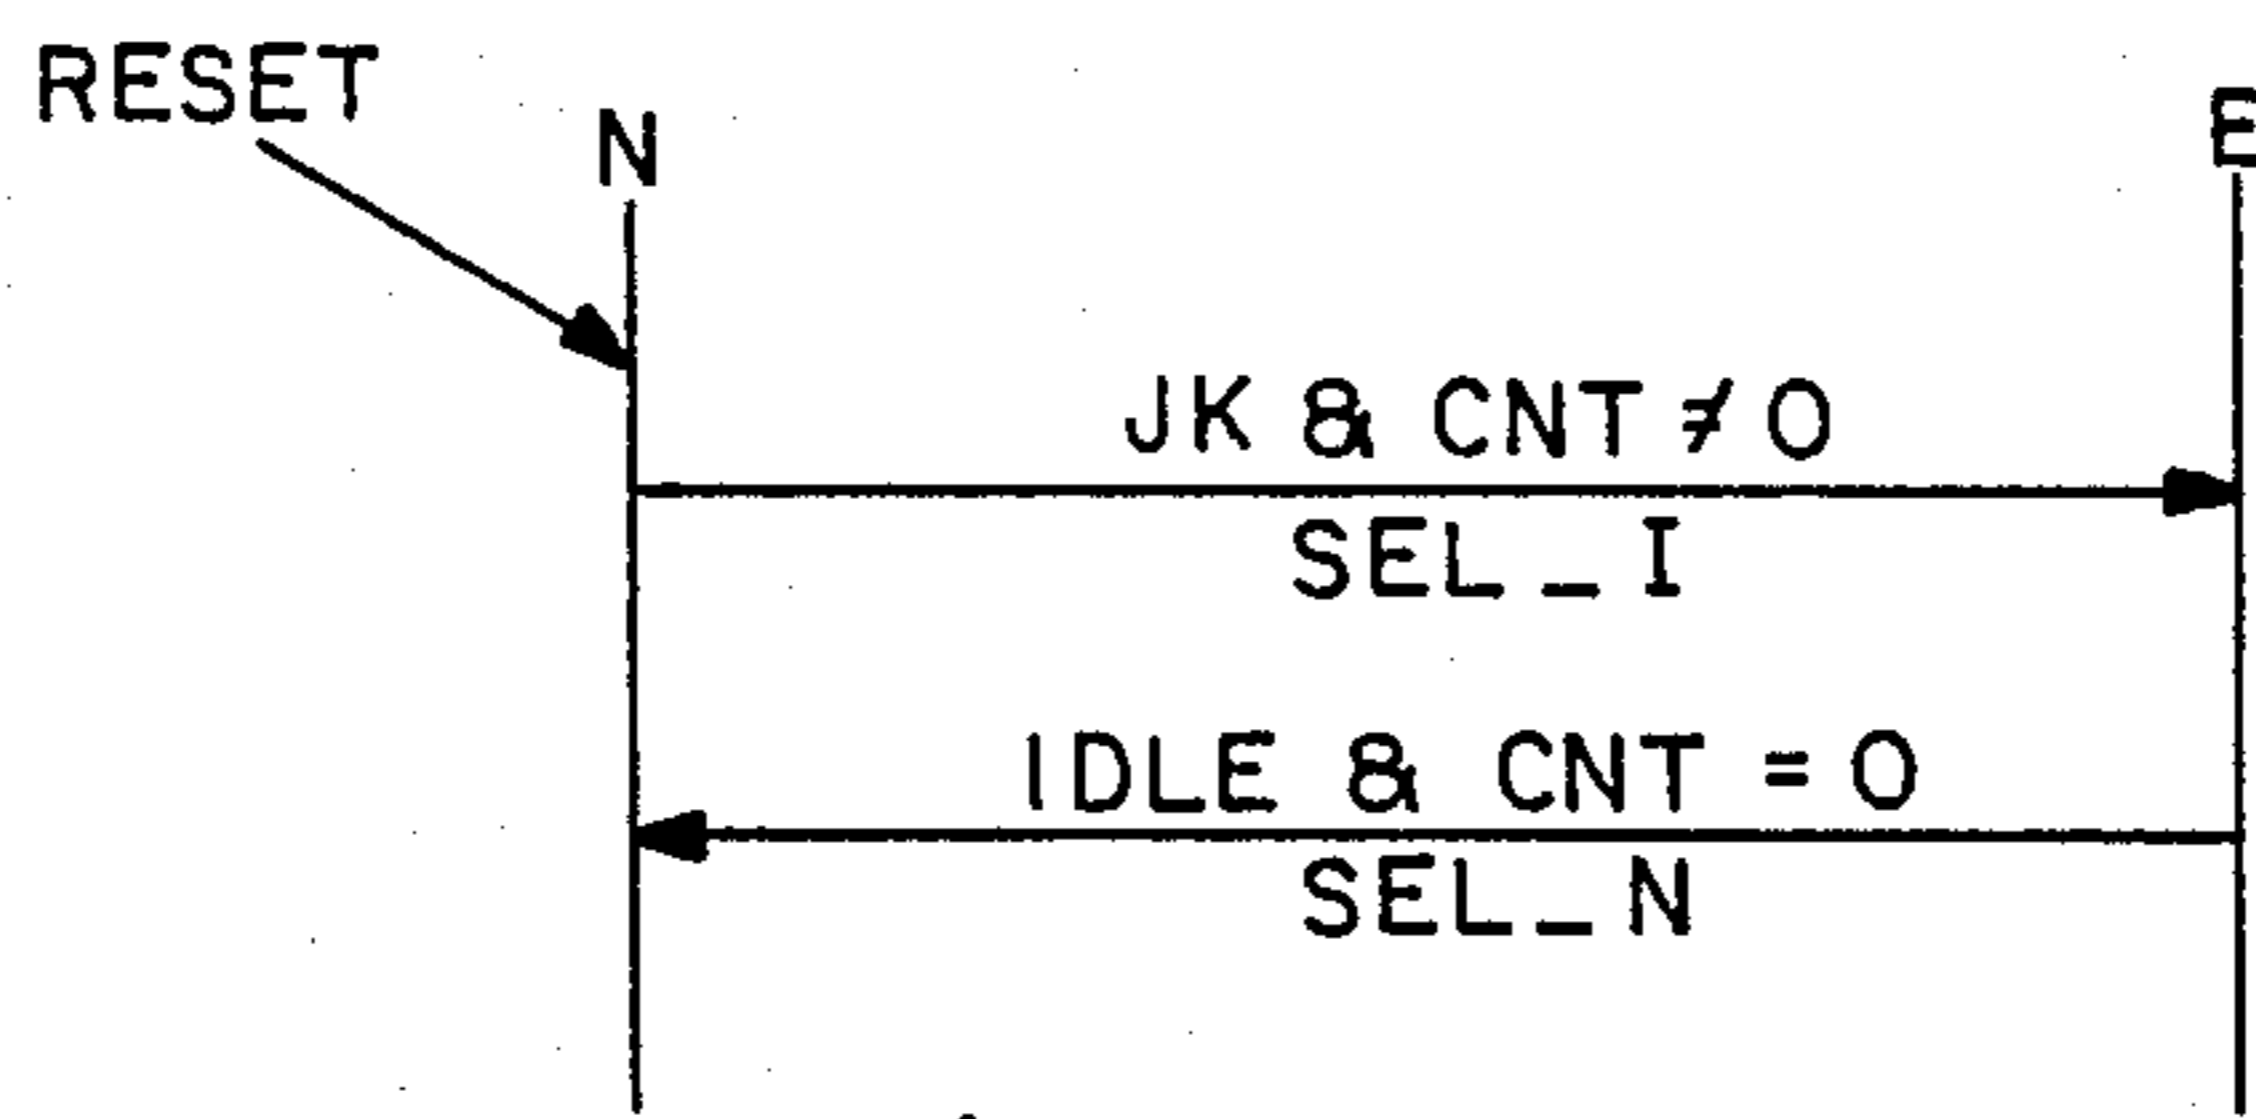 RESET
N
E
JK & CNT ≠ 0
SEL_I
IDLE & CNT = 0
SEL_N